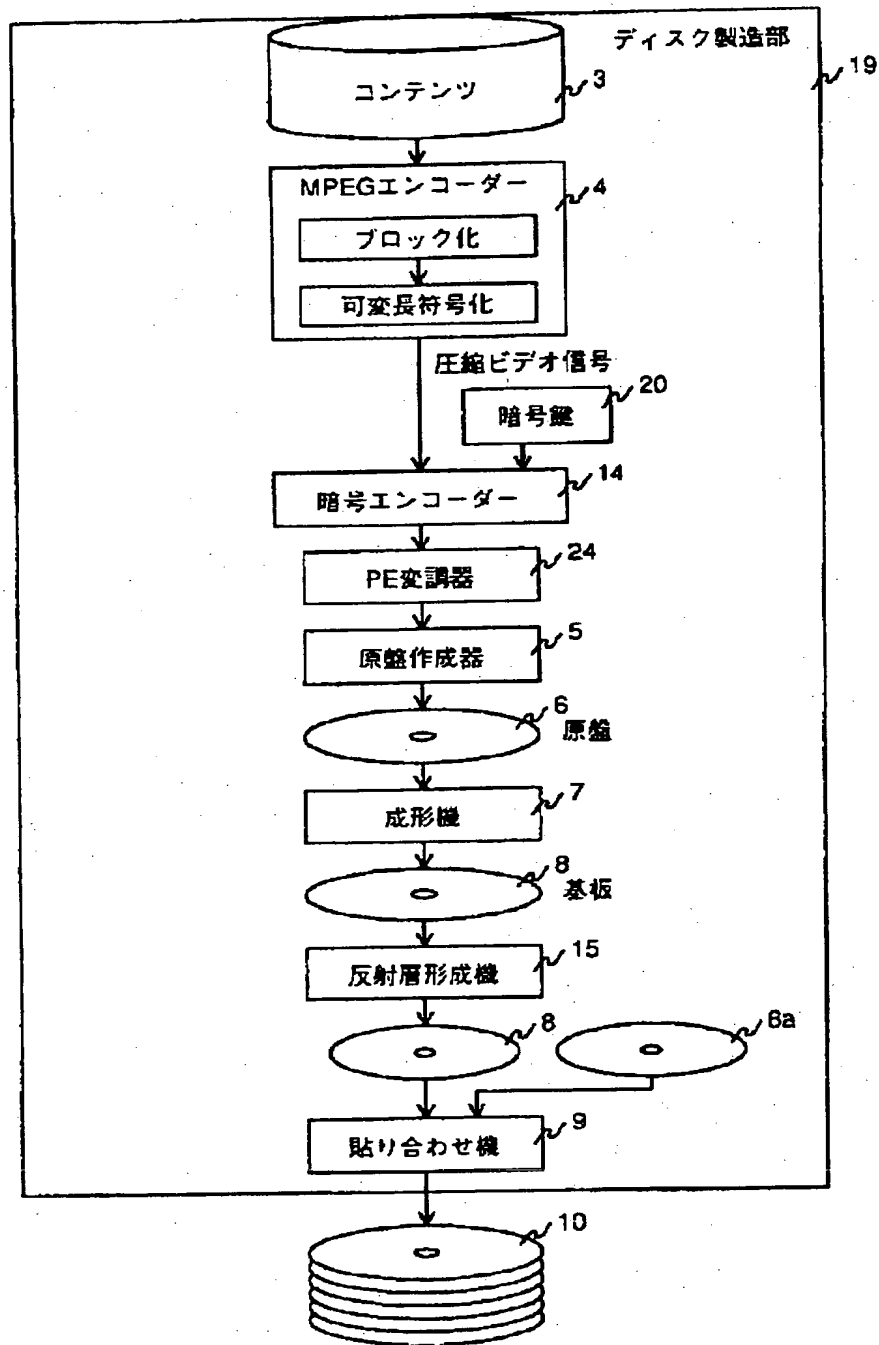 ディスク製造部
19
コンテンツ
3
MPEGエンコーダー
4
ブロック化
可変長符号化
圧縮ビデオ信号
20
暗号鍵
14
暗号エンコーダー
24
PE変調器
5
原盤作成器
6
原盤
7
成形機
8
基板
15
反射層形成機
8
6a
9
貼り合わせ機
10